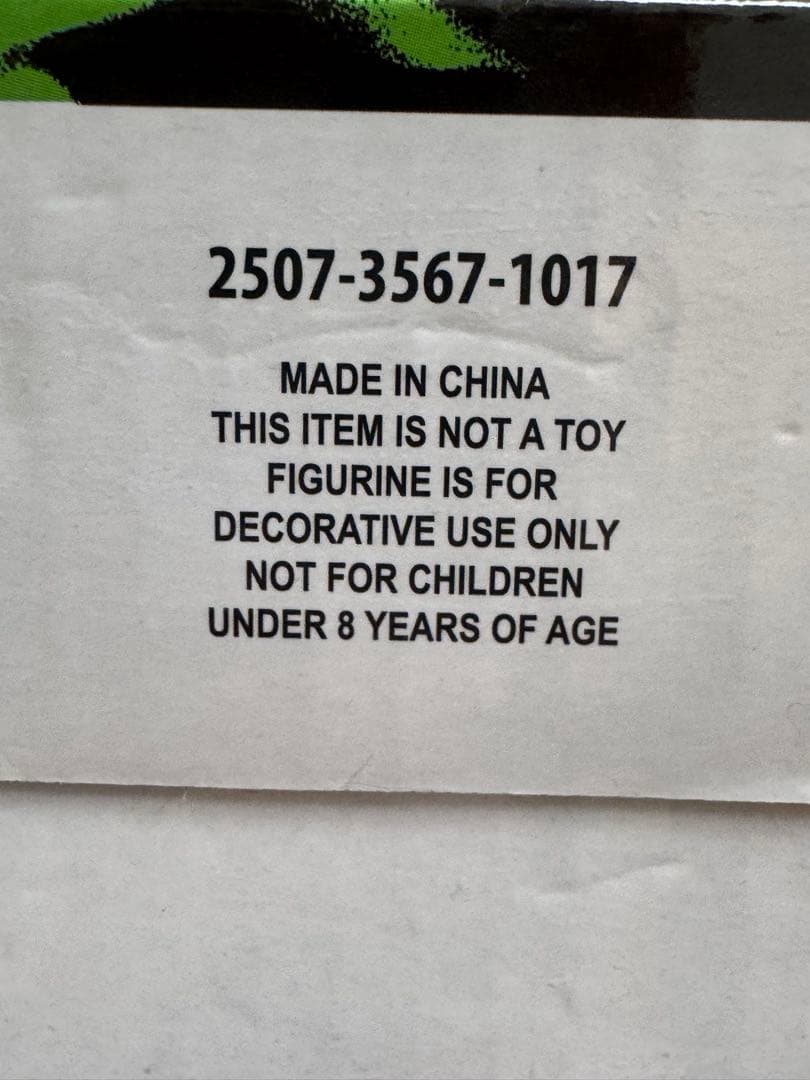 2507-3567-1017
MADE IN CHINA
THIS ITEM IS NOT A TOY
FIGURINE IS FOR
DECORATIVE USE ONLY
NOT FOR CHILDREN
UNDER 8 YEARS OF AGE